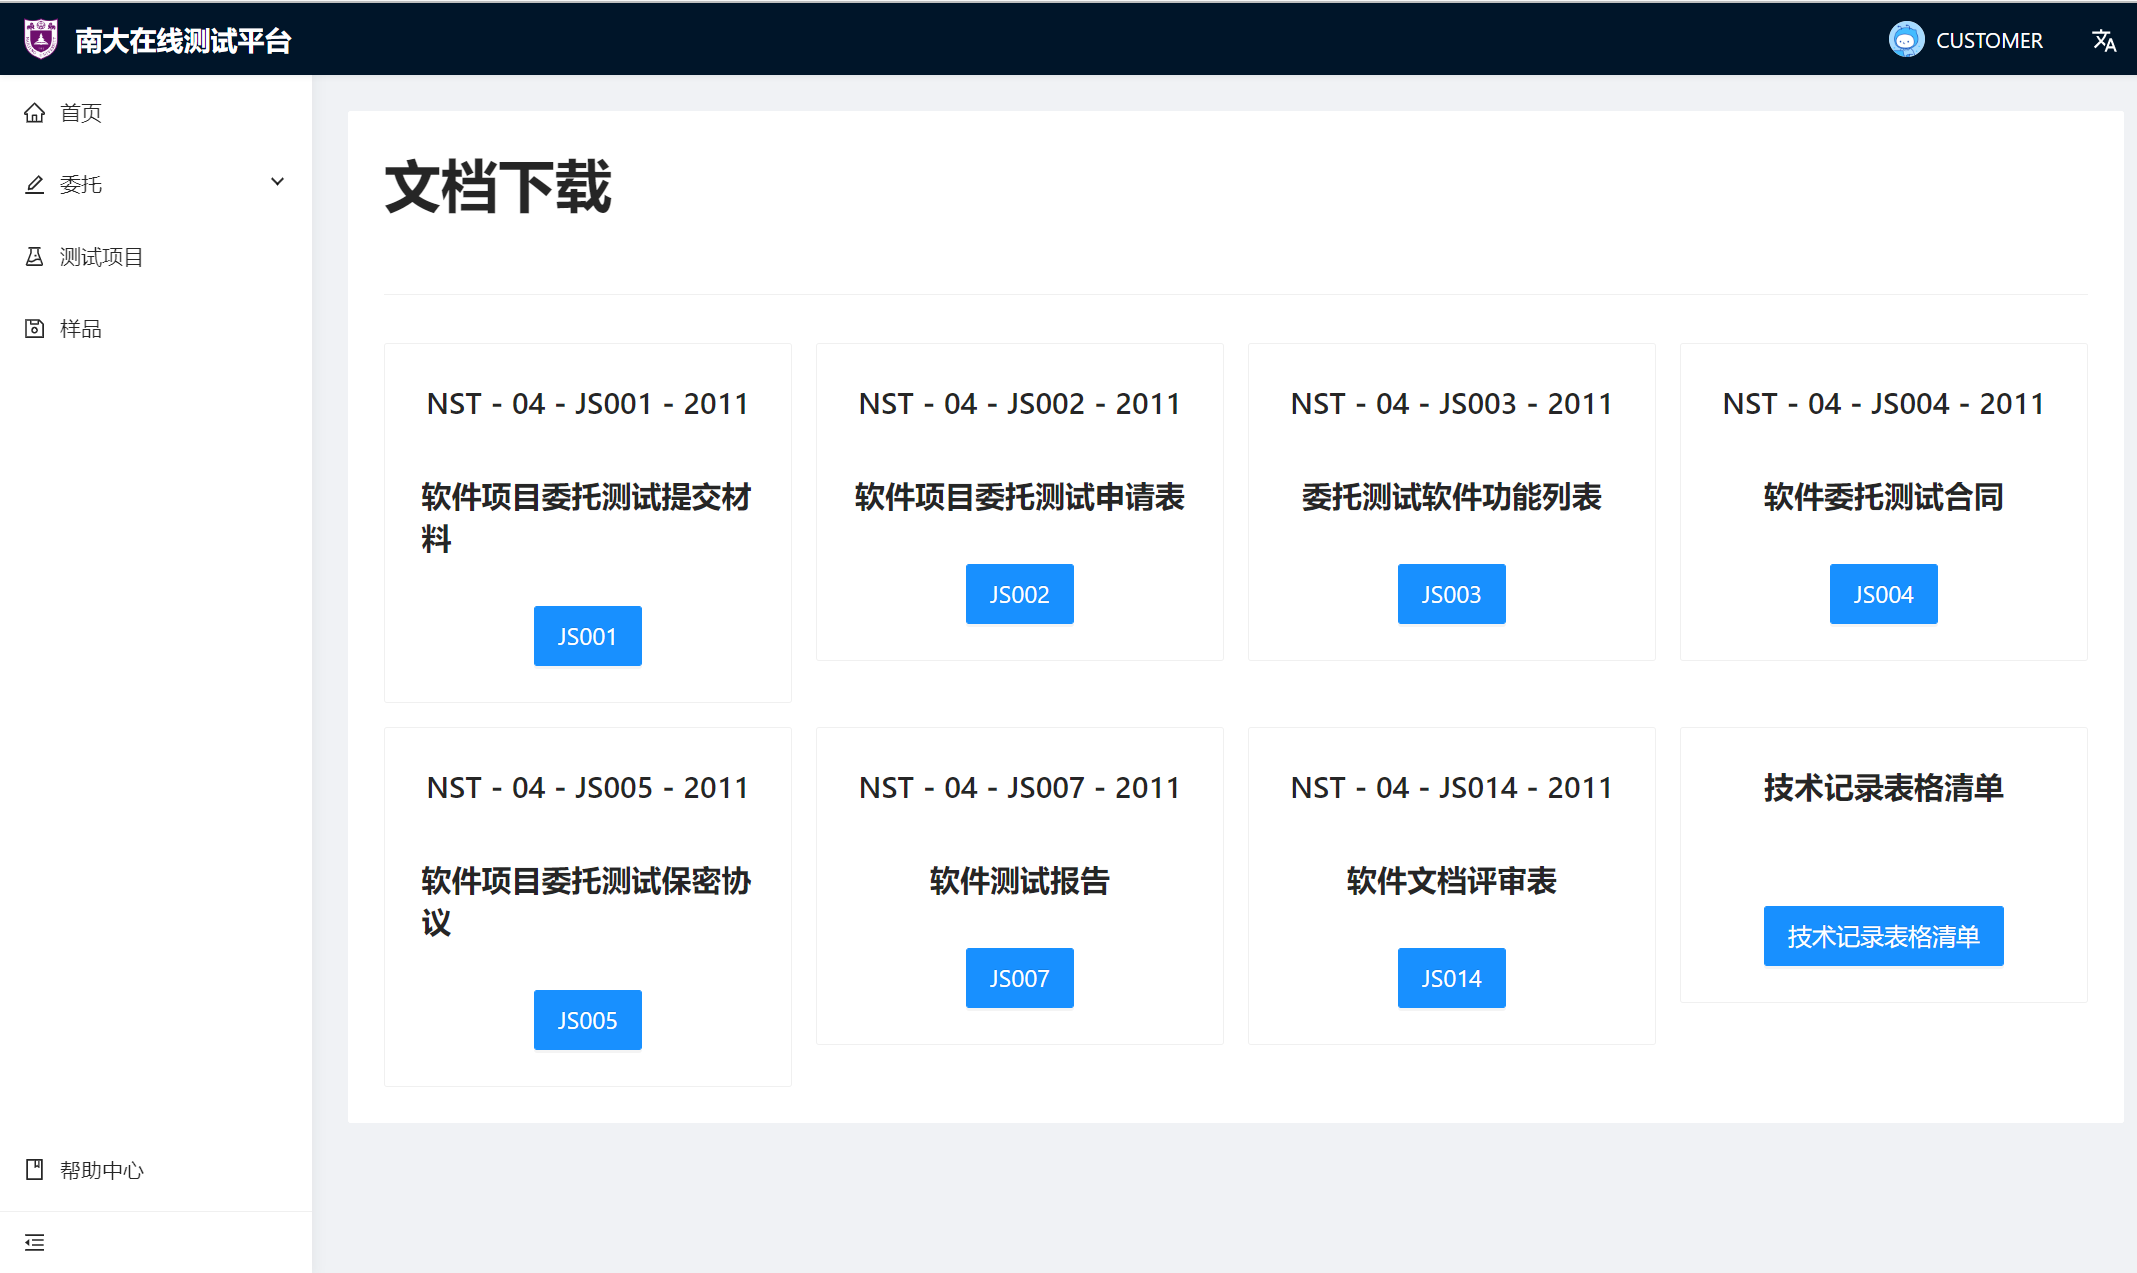 南大在线测试平台
CUSTOMER
首页
委托
测试项目
样品
文档下载
NST - 04 - JS001 - 2011
软件项目委托测试提交材
料
JS001
NST - 04 - JS002 - 2011
软件项目委托测试申请表
JS002
NST - 04 - JS003 - 2011
委托测试软件功能列表
JS003
NST - 04 - JS004 - 2011
软件委托测试合同
JS004
NST - 04 - JS005 - 2011
软件项目委托测试保密协
议
JS005
NST - 04 - JS007 - 2011
软件测试报告
JS007
NST - 04 - JS014 - 2011
软件文档评审表
JS014
技术记录表格清单
技术记录表格清单
帮助中心